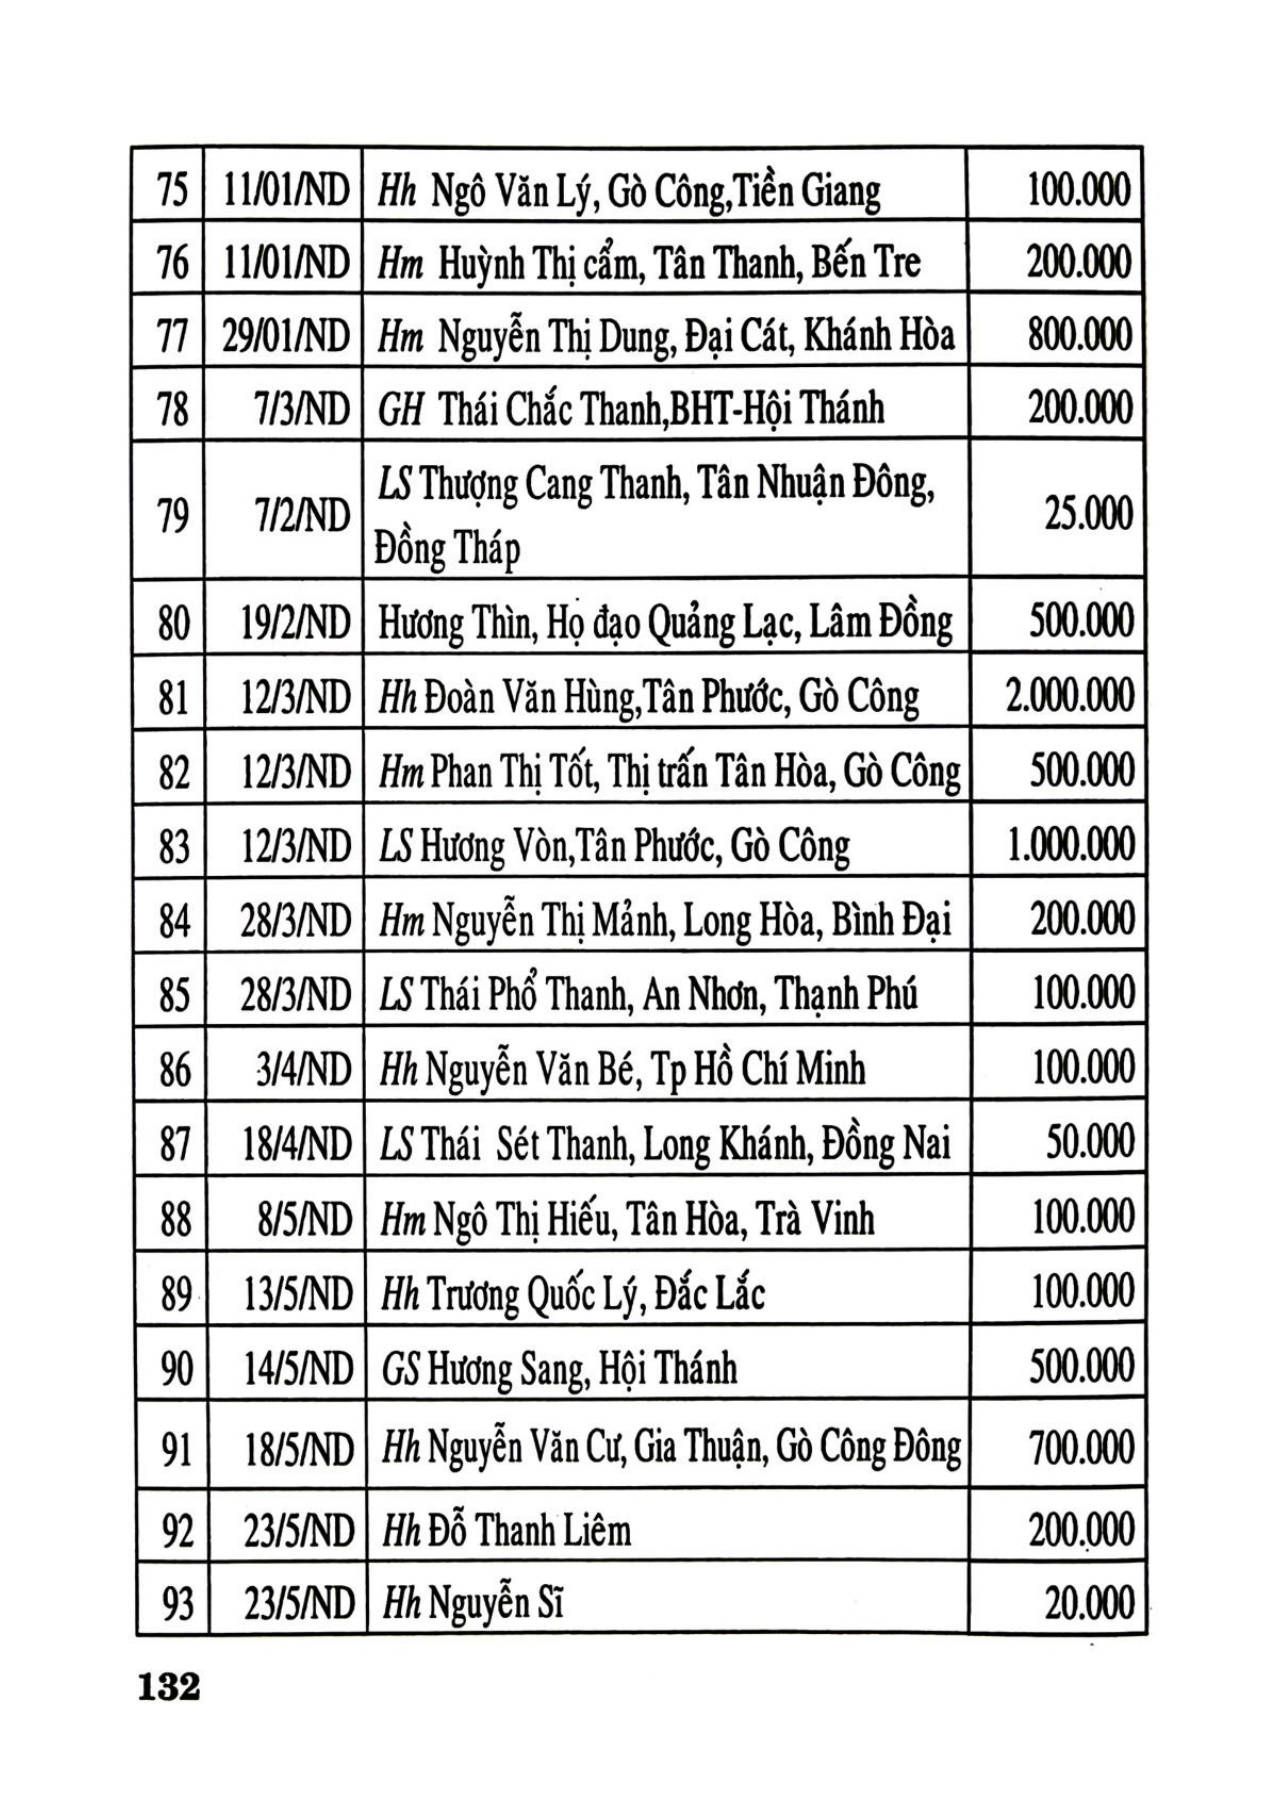 75 11/01/ND Hh Ngô Văn Lý, Gò Công,Tiền Giang 100.000
76 11/01/ND Hm Huỳnh Thị cẩm, Tân Thanh, Bến Tre 200.000
77 29/01/ND Hm Nguyễn Thị Dung, Đại Cát, Khánh Hòa 800.000
78 7/3/ND GH Thái Chắc Thanh,BHT-Hội Thánh 200.000
79 7/2/ND LS Thượng Cang Thanh, Tân Nhuận Đông, 25.000
Đồng Tháp
80 19/2/ND Hương Thìn, Họ đạo Quảng Lạc, Lâm Đồng 500.000
81 12/3/ND Hh Đoàn Văn Hùng,Tân Phước, Gò Công 2.000.000
82 12/3/ND Hm Phan Thị Tốt, Thị trấn Tân Hòa, Gò Công 500.000
83 12/3/ND LS Hương Vòn,Tân Phước, Gò Công 1.000.000
84 28/3/ND Hm Nguyễn Thị Mảnh, Long Hòa, Bình Đại 200.000
85 28/3/ND LS Thái Phổ Thanh, An Nhơn, Thạnh Phú 100.000
86 3/4/ND Hh Nguyễn Văn Bé, Tp Hồ Chí Minh 100.000
87 18/4/ND LS Thái Sét Thanh, Long Khánh, Đồng Nai 50.000
88 8/5/ND Hm Ngô Thị Hiếu, Tân Hòa, Trà Vinh 100.000
89 13/5/ND Hh Trương Quốc Lý, Đắc Lắc 100.000
90 14/5/ND GS Hương Sang, Hội Thánh 500.000
91 18/5/ND Hh Nguyễn Văn Cư, Gia Thuận, Gò Công Đông 700.000
92 23/5/ND Hh Đỗ Thanh Liêm 200.000
93 23/5/ND Hh Nguyễn Sĩ 20.000
132